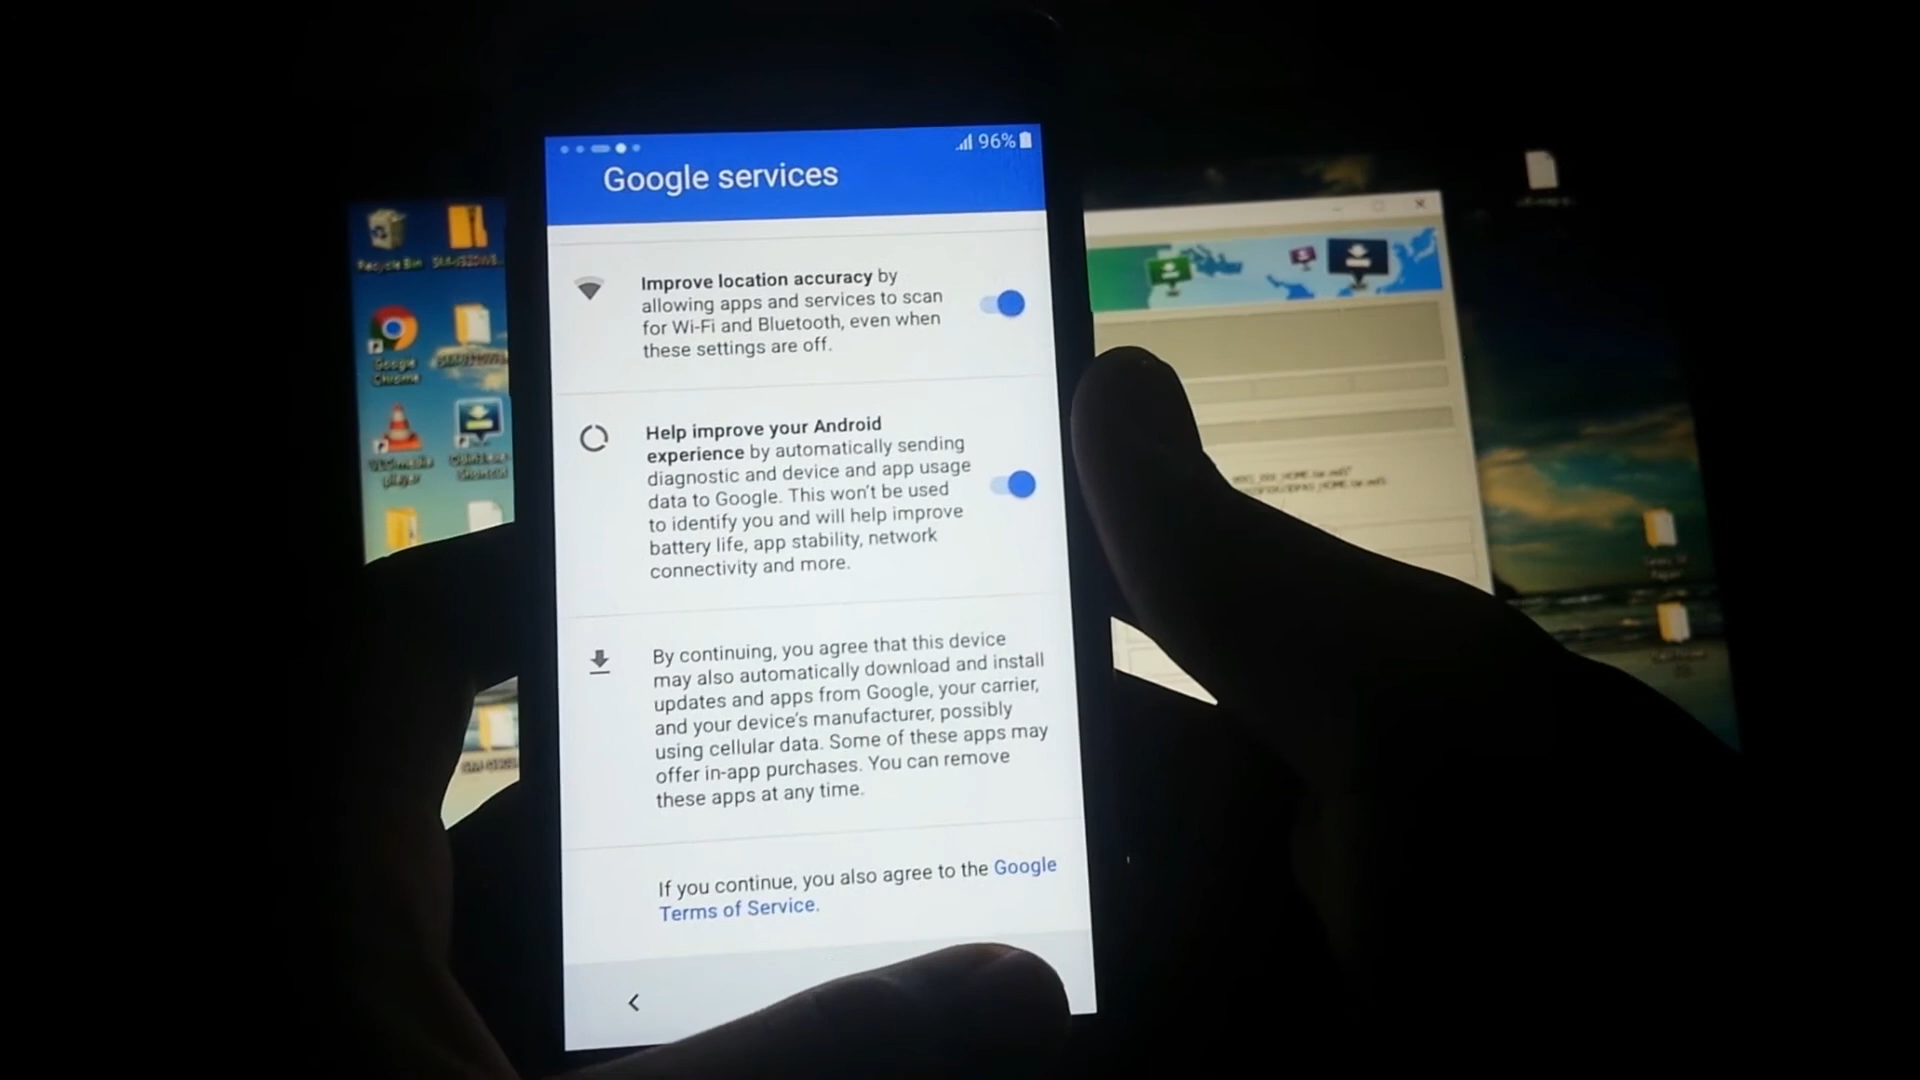 96%
Google services
Improve location accuracy by
allowing apps and services to scan
for Wi-Fi and Bluetooth, even when
these settings are off.
Help improve your Android
experience by automatically sending
diagnostic and device and app usage
data to Google. This won't be used
to identify you and will help improve
battery life, app stability, network
connectivity and more.
By continuing, you agree that this device
may also automatically download and install
updates and apps from Google, your carrier,
and your device's manufacturer, possibly
using cellular data. Some of these apps may
offer in-app purchases. You can remove
these apps at any time.
If you continue, you also agree to the Google
Terms of Service.
Recycle Bin
Google
Chrome
VLC media
player